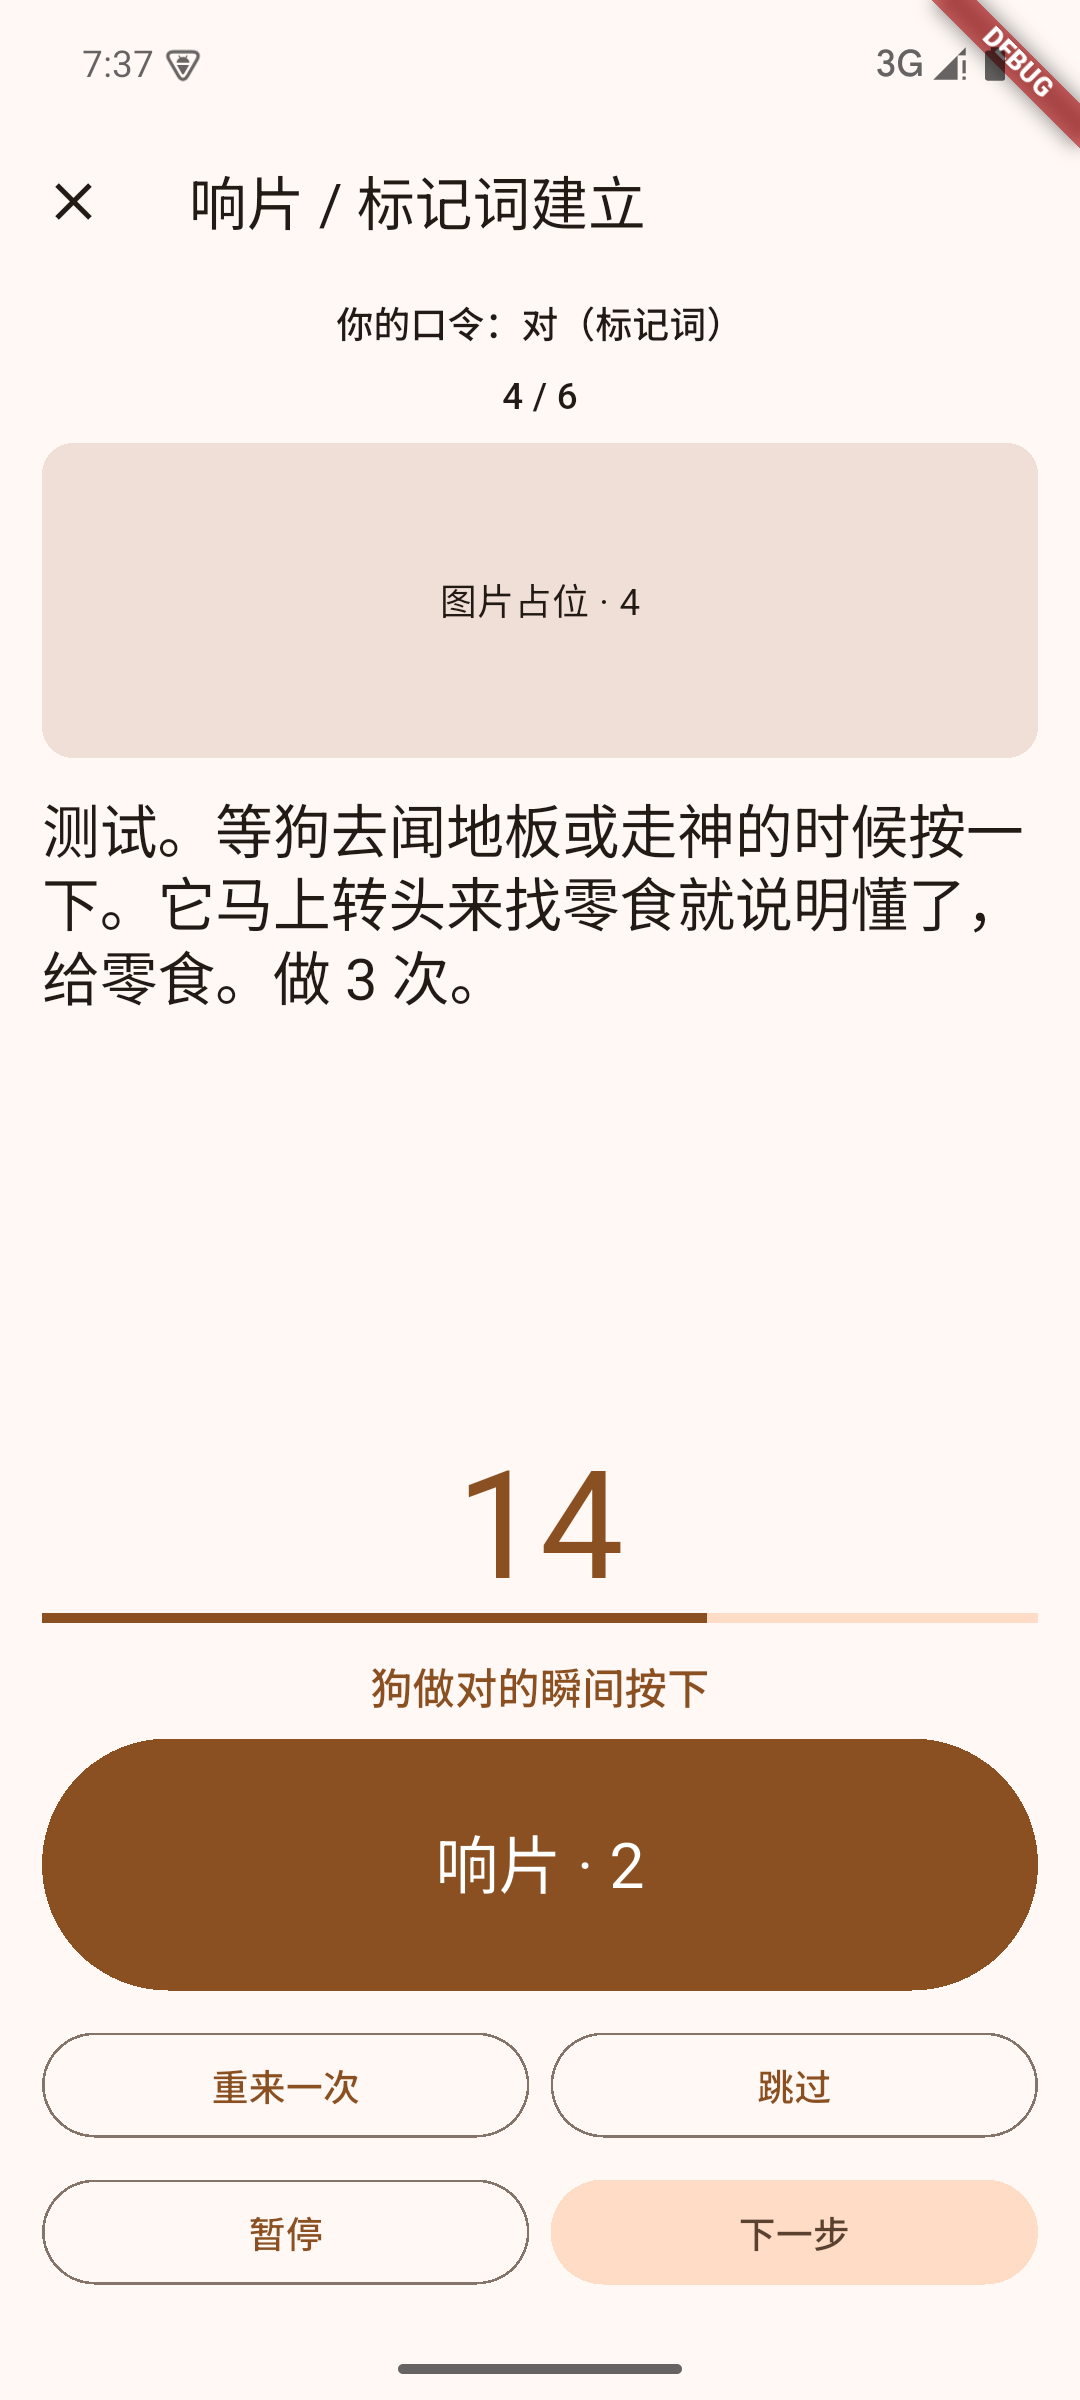 7:37
3G
DEBUG
响片 / 标记词建立
你的口令：对（标记词）
4 / 6
图片占位 · 4
测试。等狗去闻地板或走神的时候按一
下。它马上转头来找零食就说明懂了，
给零食。做 3 次。
14
狗做对的瞬间按下
响片 · 2
重来一次
跳过
暂停
下一步